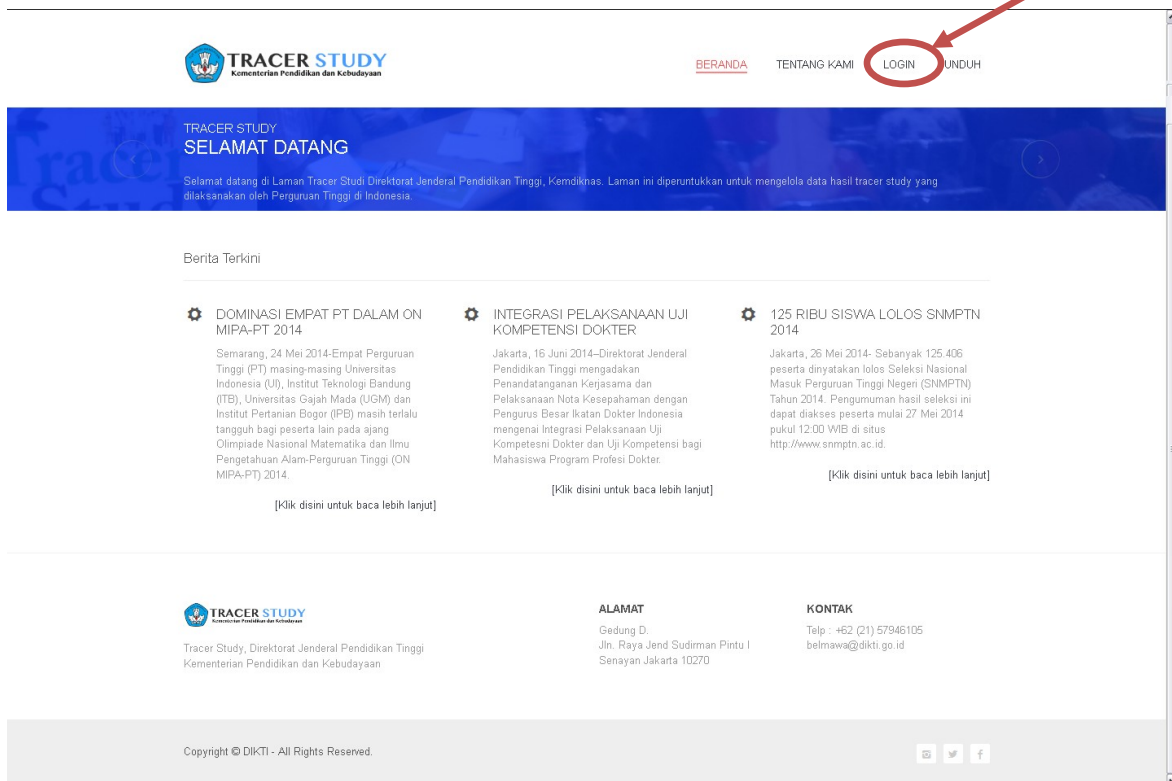 TRACER STUDY
Kementerian Pendidikan dan Kebudayaan
BERANDA TENTANG KAMI LOGIN UNDUH
TRACER STUDY
SELAMAT DATANG
Selamat datang di Laman Tracer Studi Direktorat Jenderal Pendidikan Tinggi, Kemdiknas. Laman ini diperuntukkan untuk mengelola data hasil tracer study yang
dilaksanakan oleh Perguruan Tinggi di Indonesia.
Tracer
Study
Berita Terkini
DOMINASI EMPAT PT DALAM ON
MIPA-PT 2014
Semarang, 24 Mei 2014-Empat Perguruan
Tinggi (PT) masing-masing Universitas
Indonesia (UI), Institut Teknologi Bandung
(ITB), Universitas Gajah Mada (UGM) dan
Institut Pertanian Bogor (IPB) masih terlalu
tangguh bagi peserta lain pada ajang
Olimpiade Nasional Matematika dan Ilmu
Pengetahuan Alam-Perguruan Tinggi (ON
MIPA-PT) 2014.
[Klik disini untuk baca lebih lanjut]
INTEGRASI PELAKSANAAN UJI
KOMPETENSI DOKTER
Jakarta, 16 Juni 2014–Direktorat Jenderal
Pendidikan Tinggi mengadakan
Penandatanganan Kerjasama dan
Pelaksanaan Nota Kesepahaman dengan
Pengurus Besar Ikatan Dokter Indonesia
mengenai Integrasi Pelaksanaan Uji
Kompetesni Dokter dan Uji Kompetensi bagi
Mahasiswa Program Profesi Dokter.
[Klik disini untuk baca lebih lanjut]
125 RIBU SISWA LOLOS SNMPTN
2014
Jakarta, 26 Mei 2014- Sebanyak 125.406
peserta dinyatakan lolos Seleksi Nasional
Masuk Perguruan Tinggi Negeri (SNMPTN)
Tahun 2014. Pengumuman hasil seleksi ini
dapat diakses peserta mulai 27 Mei 2014
pukul 12:00 WIB di situs
http://www.snmptn.ac.id.
[Klik disini untuk baca lebih lanjut]
TRACER STUDY
Kementerian Pendidikan dan Kebudayaan
Tracer Study, Direktorat Jenderal Pendidikan Tinggi
Kementerian Pendidikan dan Kebudayaan
ALAMAT
Gedung D.
Jln. Raya Jend Sudirman Pintu I
Senayan Jakarta 10270
KONTAK
Telp : +62 (21) 57946105
belmawa@dikti.go.id
Copyright © DIKTI - All Rights Reserved.